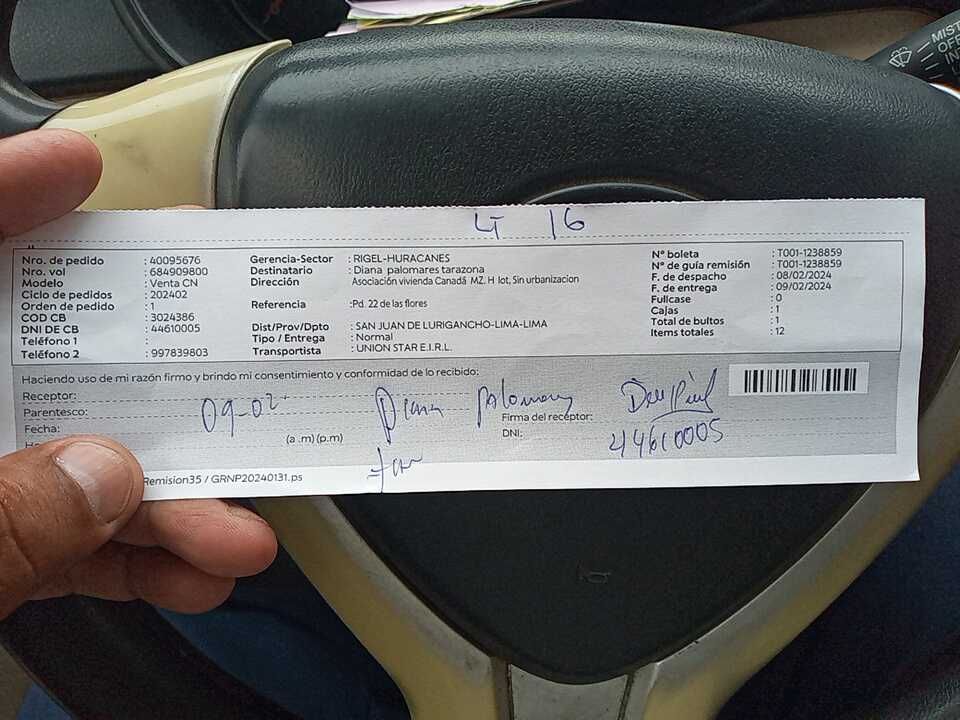 LT 16
Nro. de pedido : 40095676 Gerencia-Sector : RIGEL-HURACANES N° boleta : T001-1238859
Nro. vol : 684909800 Destinatario : Diana palomares tarazona N° de guía remisión : T001-1238859
Modelo : Venta CN Dirección : Asociación vivienda Canadá MZ. H lot, Sin urbanizacion F. de despacho : 08/02/2024
Ciclo de pedidos : 202402 F. de entrega : 09/02/2024
Orden de pedido : 1 Referencia : Pd. 22 de las flores Fullcase : 0
COD CB : 3024386 Cajas : 1
DNI DE CB : 44610005 Dist/Prov/Dpto : SAN JUAN DE LURIGANCHO-LIMA-LIMA Total de bultos : 1
Teléfono 1 : Tipo / Entrega : Normal Items totales : 12
Teléfono 2 : 997839803 Transportista : UNION STAR E.I.R.L.
Haciendo uso de mi razón firmo y brindo mi consentimiento y conformidad de lo recibido:
Receptor:
Parentesco: 09-02 Diana
Fecha: Firma del receptor:
(a .m) (p.m) DNI: 44610005
Remision35 / GRNP20240131.ps
MIST
OFF